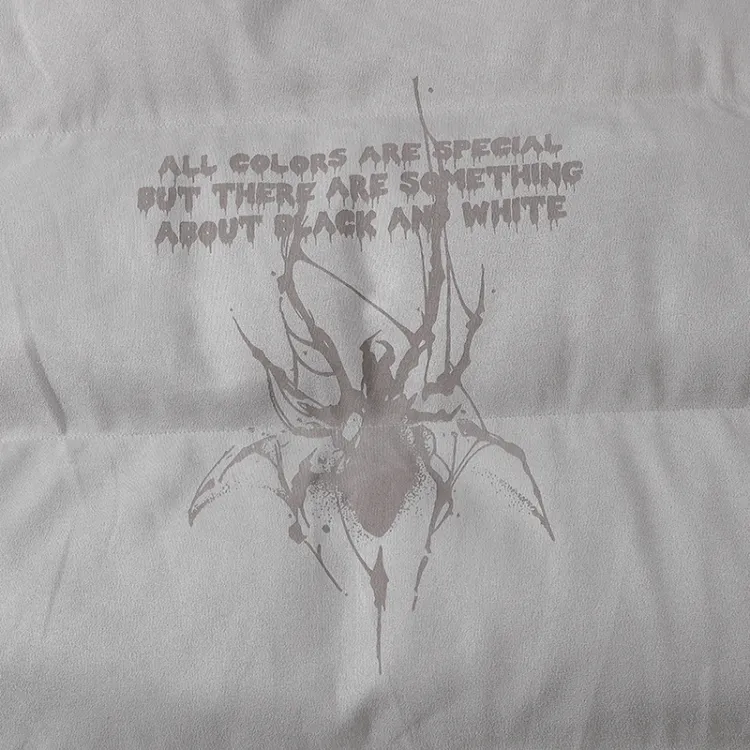 ALL COLORS ARE SPECIAL
BUT THERE ARE SOMETHING
ABOUT BLACK AND WHITE